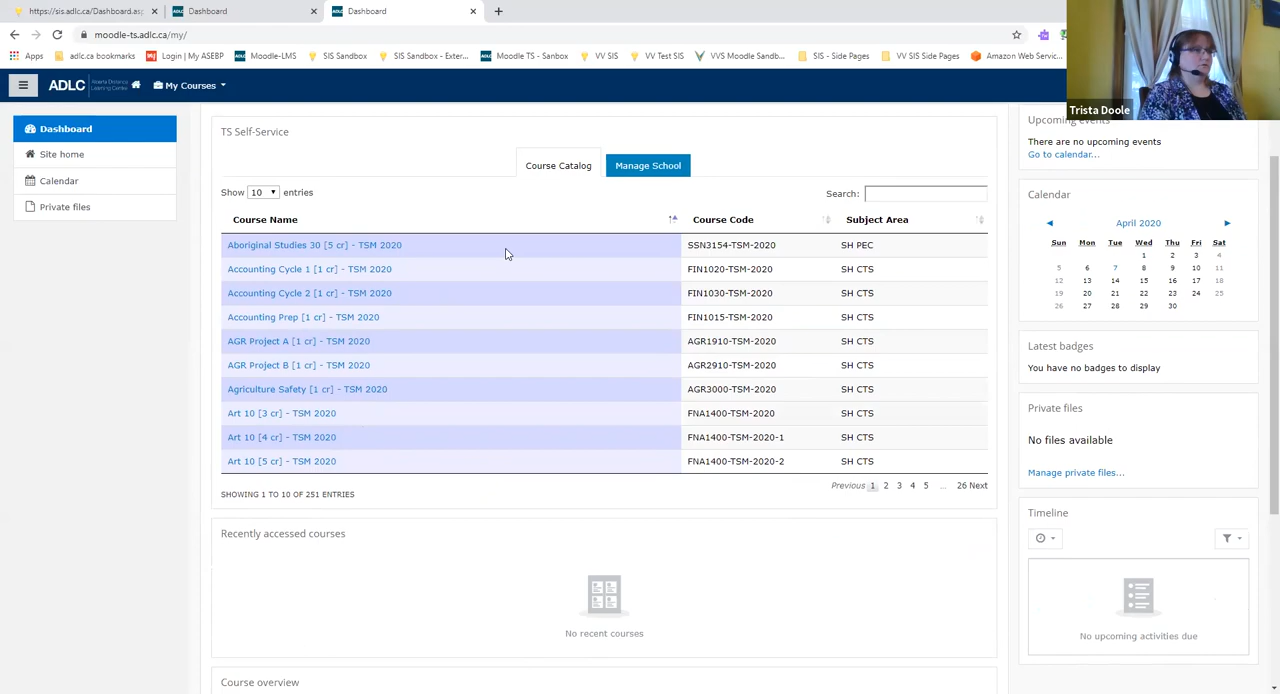 https://sis.adlc.ca/Dashboard.asp
Dashboard
Dashboard
moodle-ts.adlc.ca/my/
Apps
adlc.ca bookmarks
Login | My ASEBP
Moodle-LMS
SIS Sandbox
SIS Sandbox - Exter...
Moodle TS - Sanbox
VV SIS
VV Test SIS
VVS Moodle Sandb...
SIS - Side Pages
VV SIS Side Pages
Amazon Web Servic...
ADLC
Alberta Distance
Learning Centre
My Courses
Trista Doole
Dashboard
Site home
Calendar
Private files
TS Self-Service
Course Catalog
Manage School
Show 10 entries
Search:
Course Name Course Code Subject Area
Aboriginal Studies 30 [5 cr] - TSM 2020 SSN3154-TSM-2020 SH PEC
Accounting Cycle 1 [1 cr] - TSM 2020 FIN1020-TSM-2020 SH CTS
Accounting Cycle 2 [1 cr] - TSM 2020 FIN1030-TSM-2020 SH CTS
Accounting Prep [1 cr] - TSM 2020 FIN1015-TSM-2020 SH CTS
AGR Project A [1 cr] - TSM 2020 AGR1910-TSM-2020 SH CTS
AGR Project B [1 cr] - TSM 2020 AGR2910-TSM-2020 SH CTS
Agriculture Safety [1 cr] - TSM 2020 AGR3000-TSM-2020 SH CTS
Art 10 [3 cr] - TSM 2020 FNA1400-TSM-2020 SH CTS
Art 10 [4 cr] - TSM 2020 FNA1400-TSM-2020-1 SH CTS
Art 10 [5 cr] - TSM 2020 FNA1400-TSM-2020-2 SH CTS
SHOWING 1 TO 10 OF 251 ENTRIES
Previous 1 2 3 4 5 ... 26 Next
Recently accessed courses
No recent courses
Course overview
Upcoming events
There are no upcoming events
Go to calendar...
Calendar
April 2020
Sun Mon Tue Wed Thu Fri Sat
1 2 3 4
5 6 7 8 9 10 11
12 13 14 15 16 17 18
19 20 21 22 23 24 25
26 27 28 29 30
Latest badges
You have no badges to display
Private files
No files available
Manage private files...
Timeline
No upcoming activities due